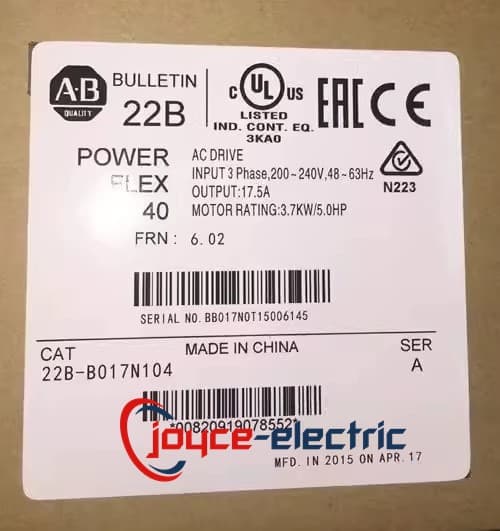 A-B
QUALITY
BULLETIN
22B
C UL US
LISTED
IND. CONT. EQ.
3KA0
EAC CE
N223
POWER
FLEX
40
FRN: 6.02
AC DRIVE
INPUT 3 Phase,200~240V,48~63Hz
OUTPUT:17.5A
MOTOR RATING:3.7KW/5.0HP
SERIAL NO. BB017N0T15006145
CAT
22B-B017N104
MADE IN CHINA
SER
A
*00820919078552*
joyce-electric
MFD. IN 2015 ON APR.17